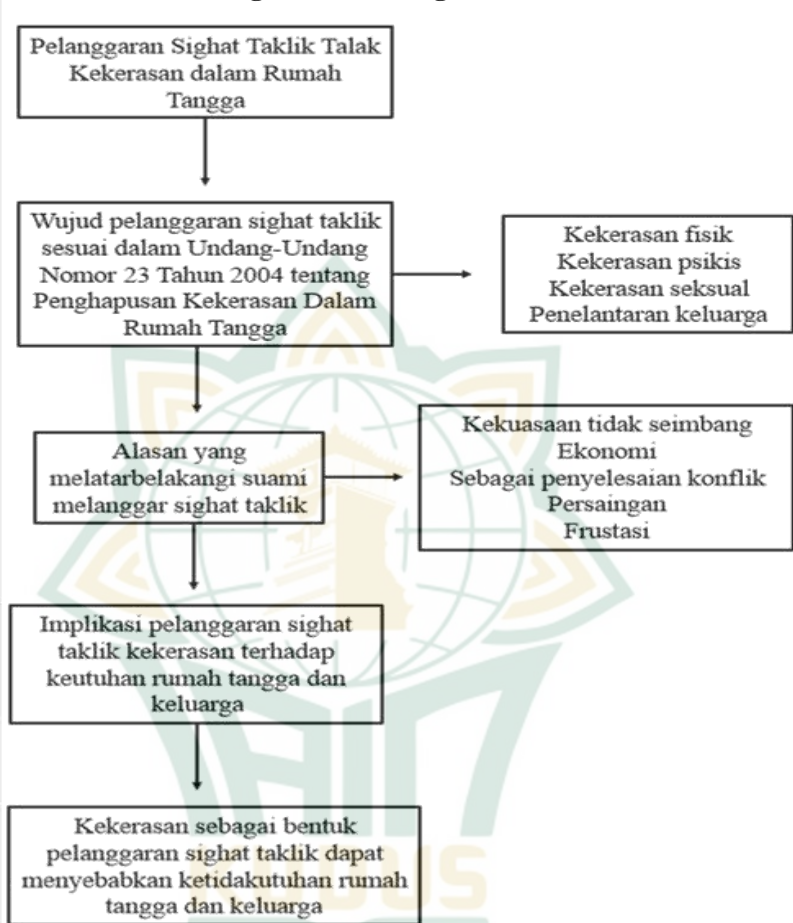 Pelanggaran Sighat Taklik Talak
Kekerasan dalam Rumah
Tangga
Wujud pelanggaran sighat taklik
sesuai dalam Undang-Undang
Nomor 23 Tahun 2004 tentang
Penghapusan Kekerasan Dalam
Rumah Tangga
Kekerasan fisik
Kekerasan psikis
Kekerasan seksual
Penelantaran keluarga
Alasan yang
melatarbelakangi suami
melanggar sighat taklik
Kekuasaan tidak seimbang
Ekonomi
Sebagai penyelesaian konflik
Persaingan
Frustasi
Implikasi pelanggaran sighat
taklik kekerasan terhadap
keutuhan rumah tangga dan
keluarga
Kekerasan sebagai bentuk
pelanggaran sighat taklik dapat
menyebabkan ketidakutuhan rumah
tangga dan keluarga
KUDUS